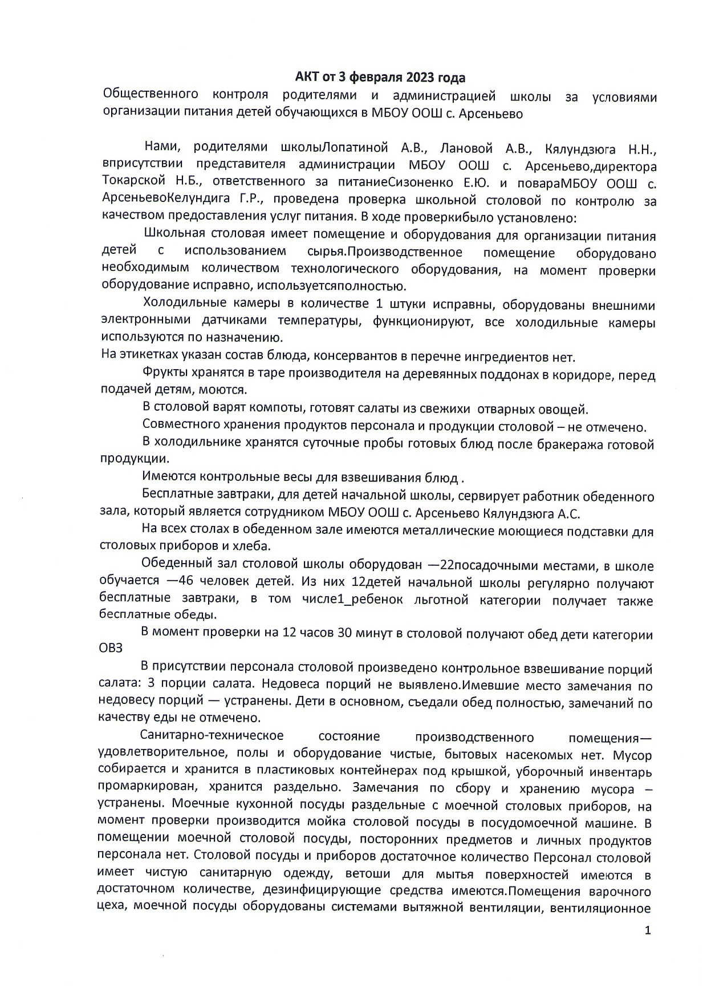 АКТ от 3 февраля 2023 года
Общественного контроля родителями и администрацией школы за условиями
организации питания детей обучающихся в МБОУ ООШ с. Арсеньево
Нами, родителями школыЛопатиной А.В., Лановой А.В., Кялундзюга Н.Н.,
вприсутствии представителя администрации МБОУ ООШ с. Арсеньево,директора
Токарской Н.Б., ответственного за питаниеСизоненко Е.Ю. и повараМБОУ ООШ с.
АрсеньевоКелундига Г.Р., проведена проверка школьной столовой по контролю за
качеством предоставления услуг питания. В ходе проверкибыло установлено:
Школьная столовая имеет помещение и оборудования для организации питания
детей с использованием сырья.Производственное помещение оборудовано
необходимым количеством технологического оборудования, на момент проверки
оборудование исправно, используетсяполностью.
Холодильные камеры в количестве 1 штуки исправны, оборудованы внешними
электронными датчиками температуры, функционируют, все холодильные камеры
используются по назначению.
На этикетках указан состав блюда, консервантов в перечне ингредиентов нет.
Фрукты хранятся в таре производителя на деревянных поддонах в коридоре, перед
подачей детям, моются.
В столовой варят компоты, готовят салаты из свежихи отварных овощей.
Совместного хранения продуктов персонала и продукции столовой – не отмечено.
В холодильнике хранятся суточные пробы готовых блюд после бракеража готовой
продукции.
Имеются контрольные весы для взвешивания блюд .
Бесплатные завтраки, для детей начальной школы, сервирует работник обеденного
зала, который является сотрудником МБОУ ООШ с. Арсеньево Кялундзюга А.С.
На всех столах в обеденном зале имеются металлические моющиеся подставки для
столовых приборов и хлеба.
Обеденный зал столовой школы оборудован —22посадочными местами, в школе
обучается —46 человек детей. Из них 12детей начальной школы регулярно получают
бесплатные завтраки, в том числе1_ребенок льготной категории получает также
бесплатные обеды.
В момент проверки на 12 часов 30 минут в столовой получают обед дети категории
ОВЗ
В присутствии персонала столовой произведено контрольное взвешивание порций
салата: 3 порции салата. Недовеса порций не выявлено.Имевшие место замечания по
недовесу порций — устранены. Дети в основном, съедали обед полностью, замечаний по
качеству еды не отмечено.
Санитарно-техническое состояние производственного помещения—
удовлетворительное, полы и оборудование чистые, бытовых насекомых нет. Мусор
собирается и хранится в пластиковых контейнерах под крышкой, уборочный инвентарь
промаркирован, хранится раздельно. Замечания по сбору и хранению мусора –
устранены. Моечные кухонной посуды раздельные с моечной столовых приборов, на
момент проверки производится мойка столовой посуды в посудомоечной машине. В
помещении моечной столовой посуды, посторонних предметов и личных продуктов
персонала нет. Столовой посуды и приборов достаточное количество Персонал столовой
имеет чистую санитарную одежду, ветоши для мытья поверхностей имеются в
достаточном количестве, дезинфицирующие средства имеются.Помещения варочного
цеха, моечной посуды оборудованы системами вытяжной вентиляции, вентиляционное
1